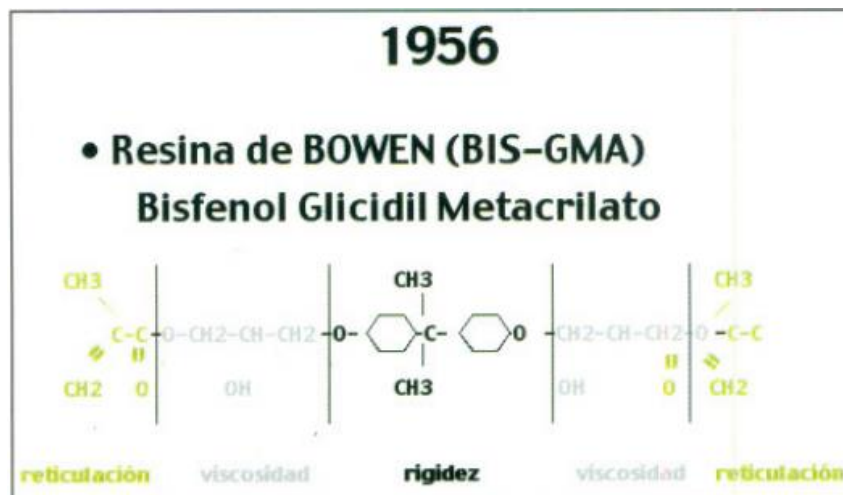 1956
• Resina de BOWEN (BIS-GMA)
Bisfenol Glicidil Metacrilato
CH3 CH3 CH3
C-C-O-CH2-CH-CH2-O- -C- O -CH2-CH-CH2-O-C-C
CH2 O OH CH3 OH O CH2
reticulación viscosidad rigidez viscosidad reticulación